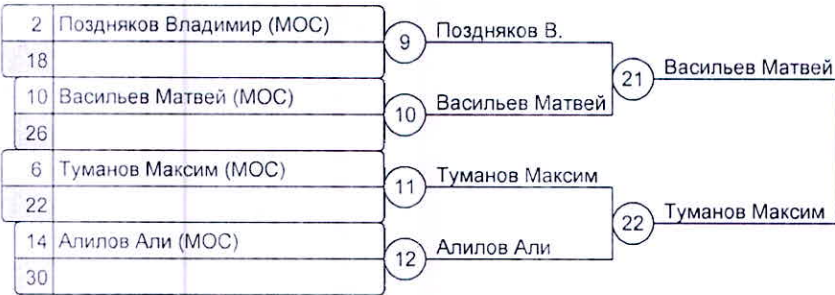 2 Поздняков Владимир (МОС)
18
9 Поздняков В.
10 Васильев Матвей (МОС)
26
10 Васильев Матвей
21 Васильев Матвей
6 Туманов Максим (МОС)
22
11 Туманов Максим
14 Алилов Али (МОС)
30
12 Алилов Али
22 Туманов Максим